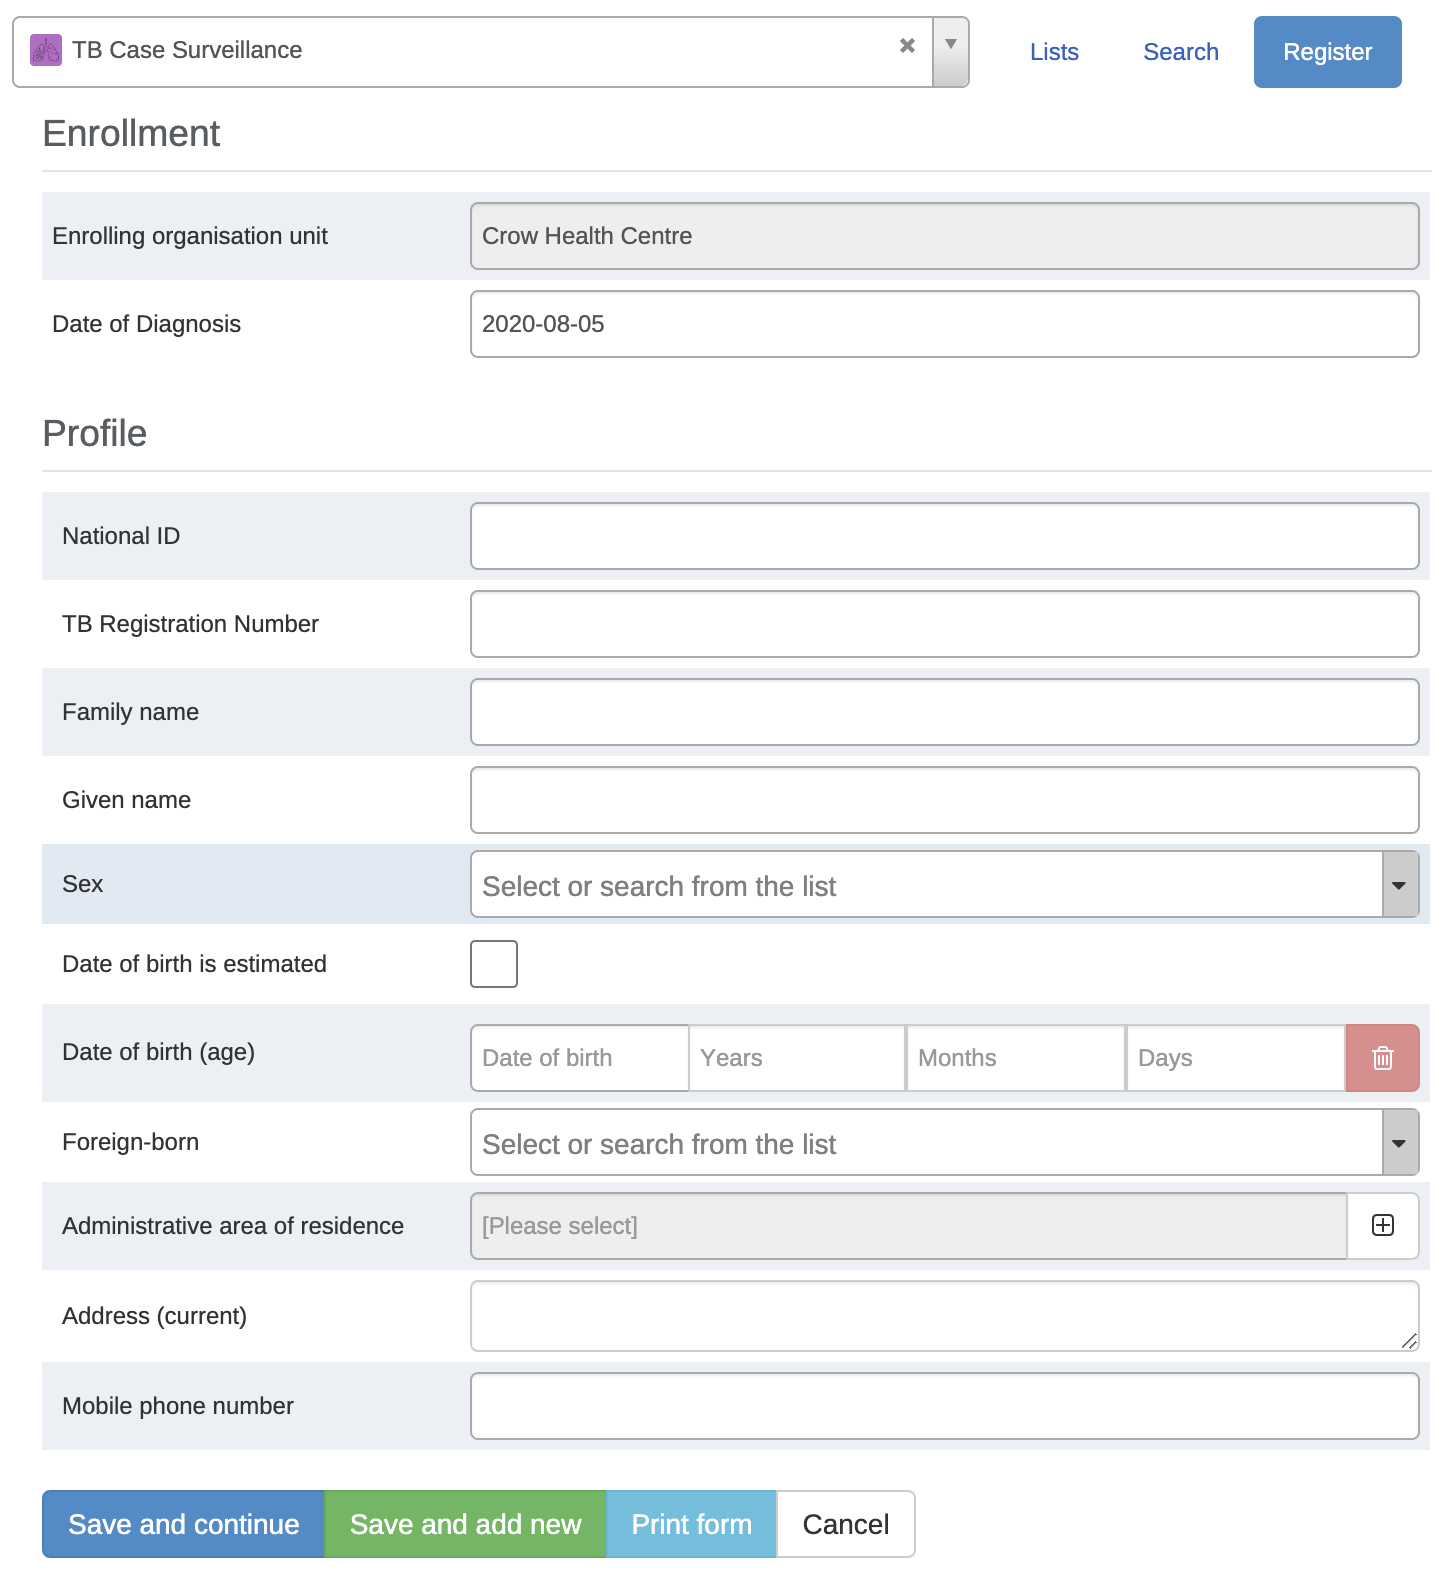 TB Case Surveillance
Lists
Search
Register
Enrollment
Enrolling organisation unit
Crow Health Centre
Date of Diagnosis
2020-08-05
Profile
National ID
TB Registration Number
Family name
Given name
Sex
Select or search from the list
Date of birth is estimated
Date of birth (age)
Date of birth
Years
Months
Days
Foreign-born
Select or search from the list
Administrative area of residence
[Please select]
Address (current)
Mobile phone number
Save and continue
Save and add new
Print form
Cancel